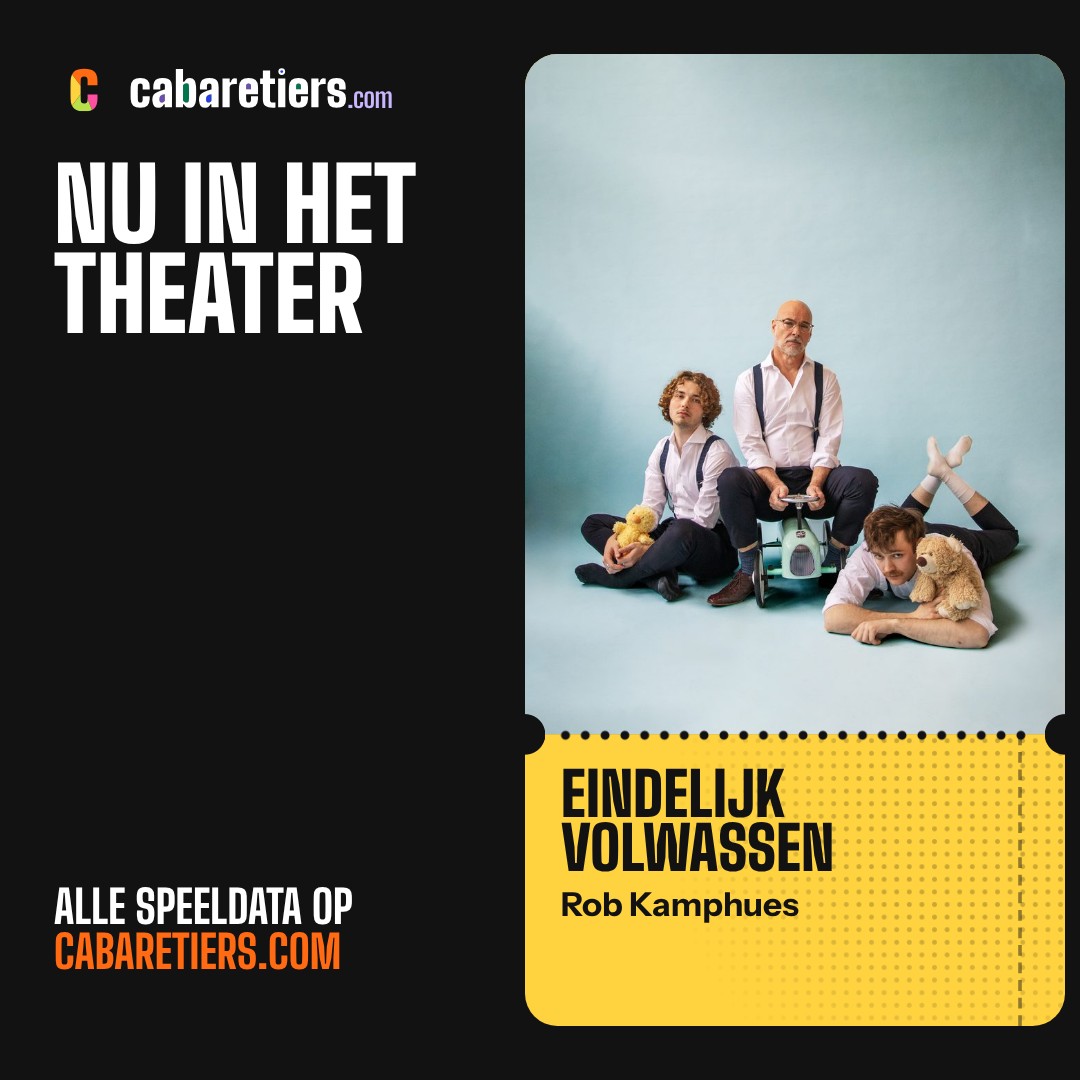 cabaretiers.com
NU IN HET
THEATER
ALLE SPEELDATA OP
CABARETIERS.COM
EINDELIJK
VOLWASSEN
Rob Kamphues